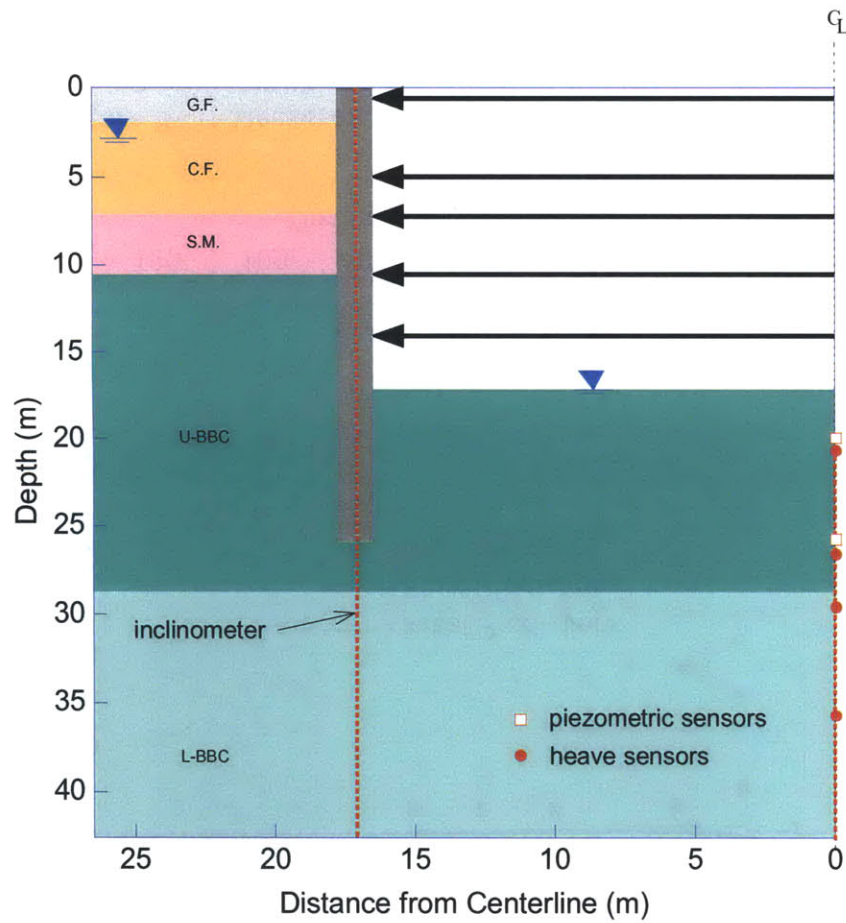 CL
0
G.F.
C.F.
5
S.M.
10
15
U-BBC
20
Depth (m)
25
30
inclinometer
35
piezometric sensors
L-BBC
heave sensors
40
25 20 15 10 5 0
Distance from Centerline (m)